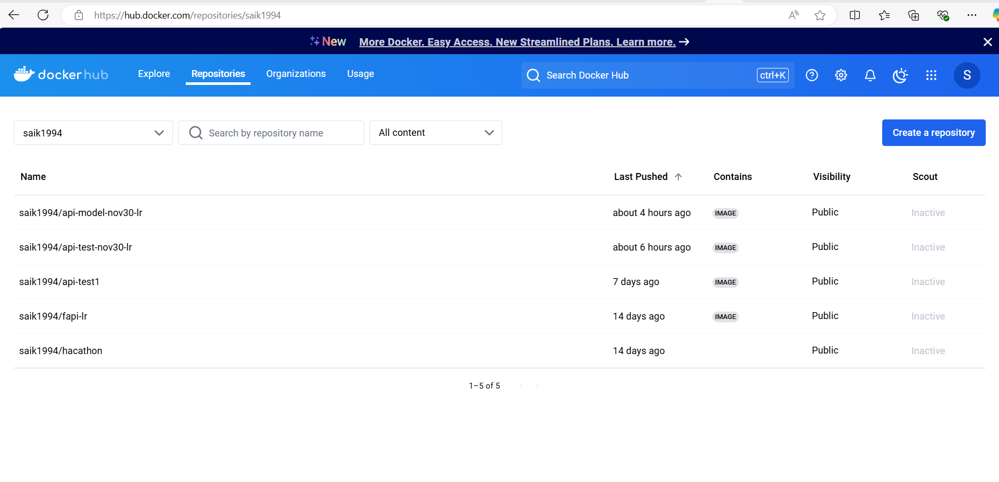 https://hub.docker.com/repositories/saik1994
New More Docker. Easy Access. New Streamlined Plans. Learn more. →
dockerhub Explore Repositories Organizations Usage Search Docker Hub ctrl+K S
saik1994 Search by repository name All content Create a repository
Name Last Pushed ↑ Contains Visibility Scout
saik1994/api-model-nov30-lr about 4 hours ago IMAGE Public Inactive
saik1994/api-test-nov30-lr about 6 hours ago IMAGE Public Inactive
saik1994/api-test1 7 days ago IMAGE Public Inactive
saik1994/fapi-lr 14 days ago IMAGE Public Inactive
saik1994/hacathon 14 days ago Public Inactive
1–5 of 5